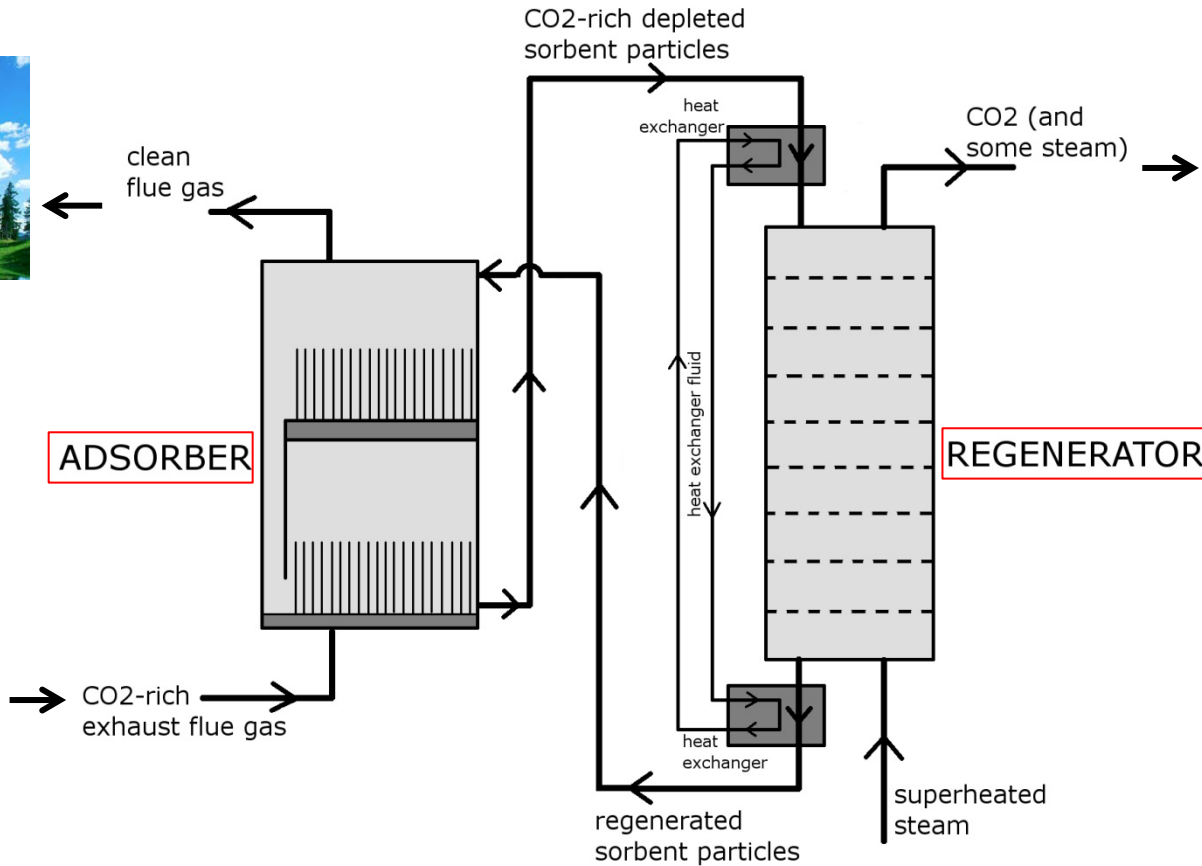 CO2-rich depleted
sorbent particles
heat
exchanger
CO2 (and
some steam)
clean
flue gas
heat exchanger fluid
ADSORBER
REGENERATOR
CO2-rich
exhaust flue gas
heat
exchanger
superheated
steam
regenerated
sorbent particles